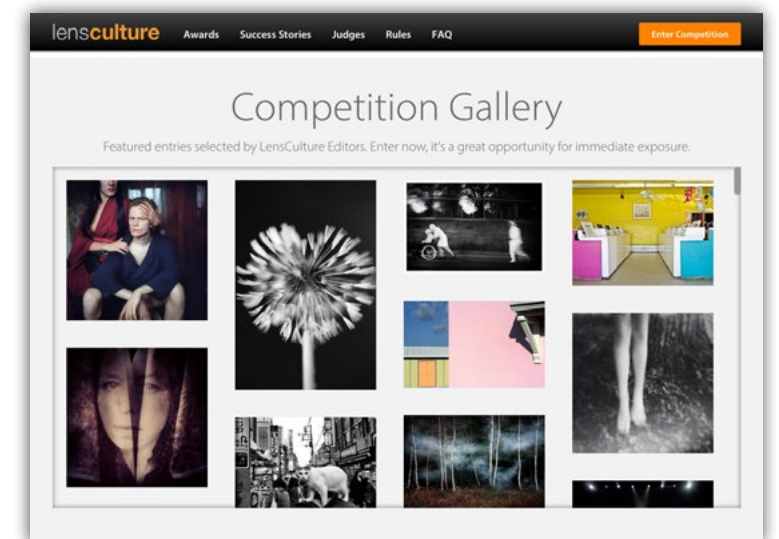 lensculture Awards Success Stories Judges Rules FAQ Enter Competition
Competition Gallery
Featured entries selected by LensCulture Editors. Enter now, it's a great opportunity for immediate exposure.